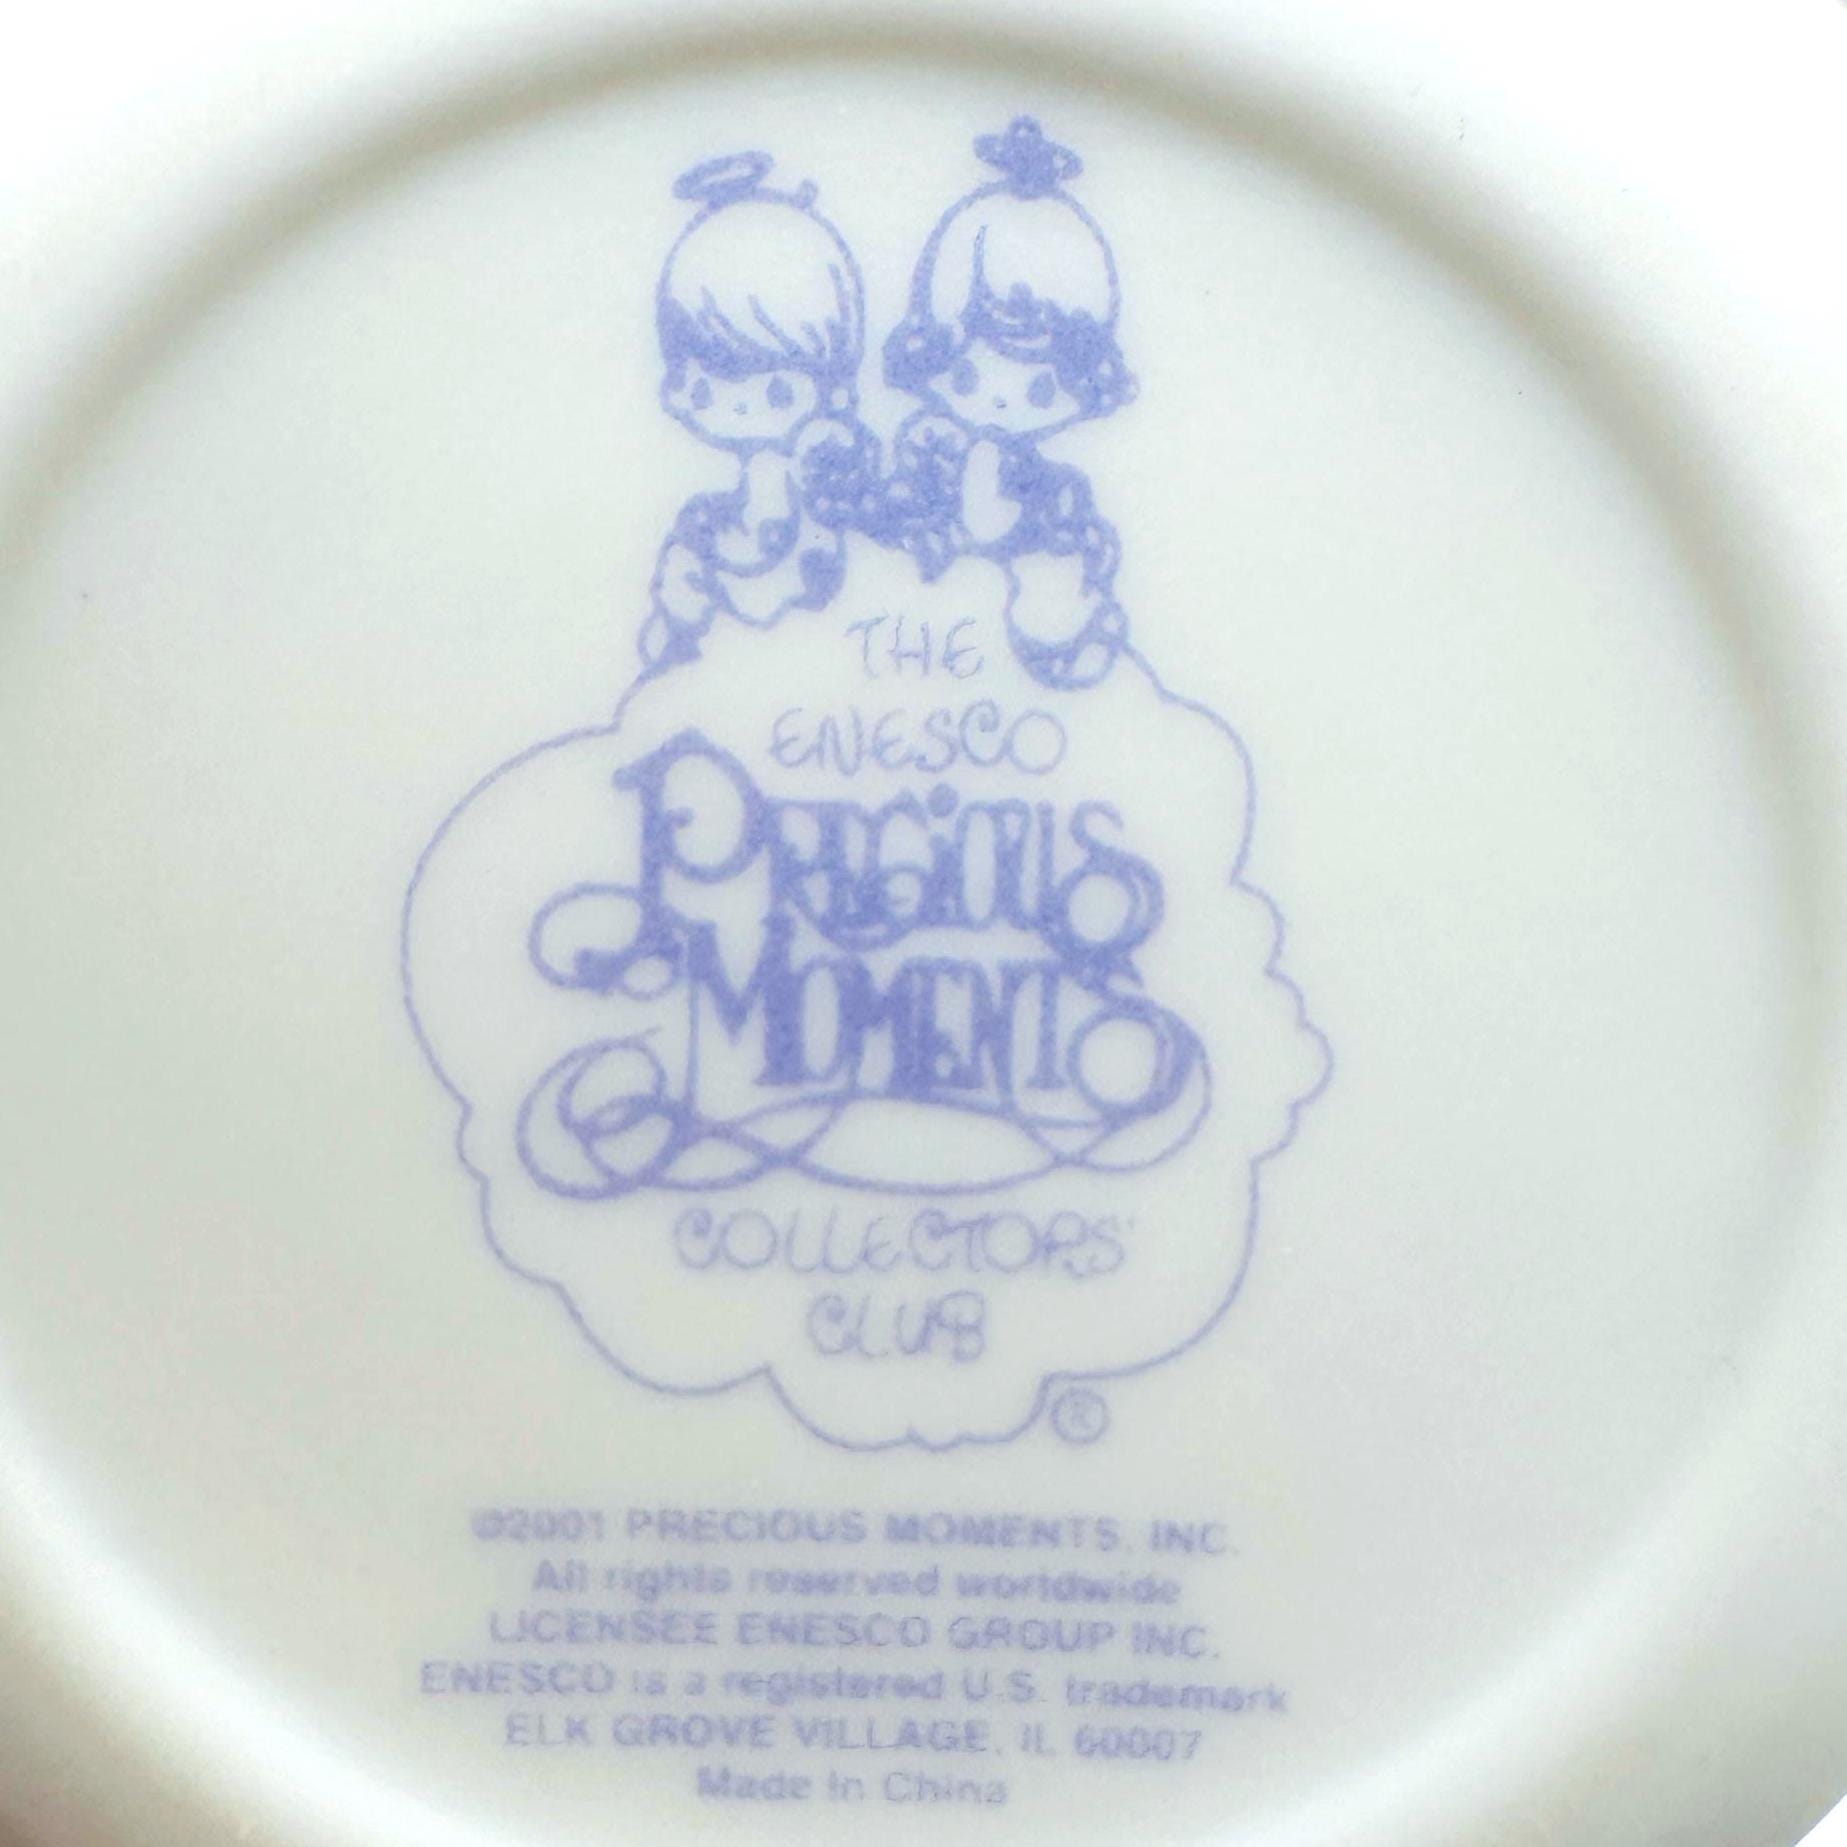 THE
ENESCO
PRECiOUS
MOMENTS
COLLECTORS'
CLUB
®
©2001 PRECIOUS MOMENTS, INC.
All rights reserved worldwide
LICENSEE ENESCO GROUP INC.
ENESCO is a registered U.S. trademark
ELK GROVE VILLAGE, IL 60007
Made in China